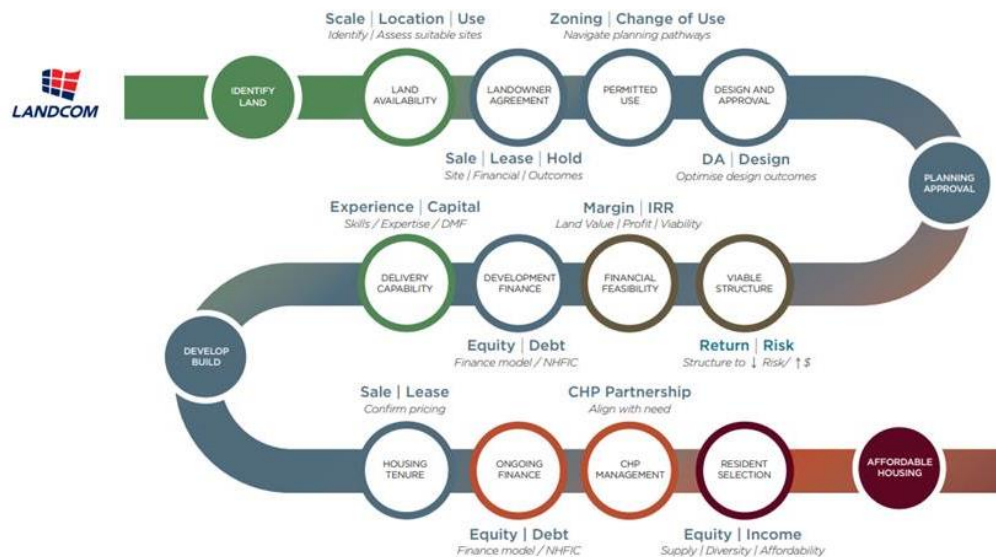 LANDCOM
IDENTIFY
LAND
Scale | Location | Use
Identify | Assess suitable sites
LAND
AVAILABILITY
LANDOWNER
AGREEMENT
Sale | Lease | Hold
Site | Financial | Outcomes
Zoning | Change of Use
Navigate planning pathways
PERMITTED
USE
DESIGN AND
APPROVAL
DA | Design
Optimise design outcomes
PLANNING
APPROVAL
VIABLE
STRUCTURE
Return | Risk
Structure to ↓ Risk/ ↑ $
Margin | IRR
Land Value | Profit | Viability
FINANCIAL
FEASIBILITY
DEVELOPMENT
FINANCE
Equity | Debt
Finance model / NHFIC
Experience | Capital
Skills / Expertise / DMF
DELIVERY
CAPABILITY
DEVELOP
BUILD
Sale | Lease
Confirm pricing
HOUSING
TENURE
ONGOING
FINANCE
Equity | Debt
Finance model / NHFIC
CHP Partnership
Align with need
CHP
MANAGEMENT
RESIDENT
SELECTION
Equity | Income
Supply | Diversity | Affordability
AFFORDABLE
HOUSING